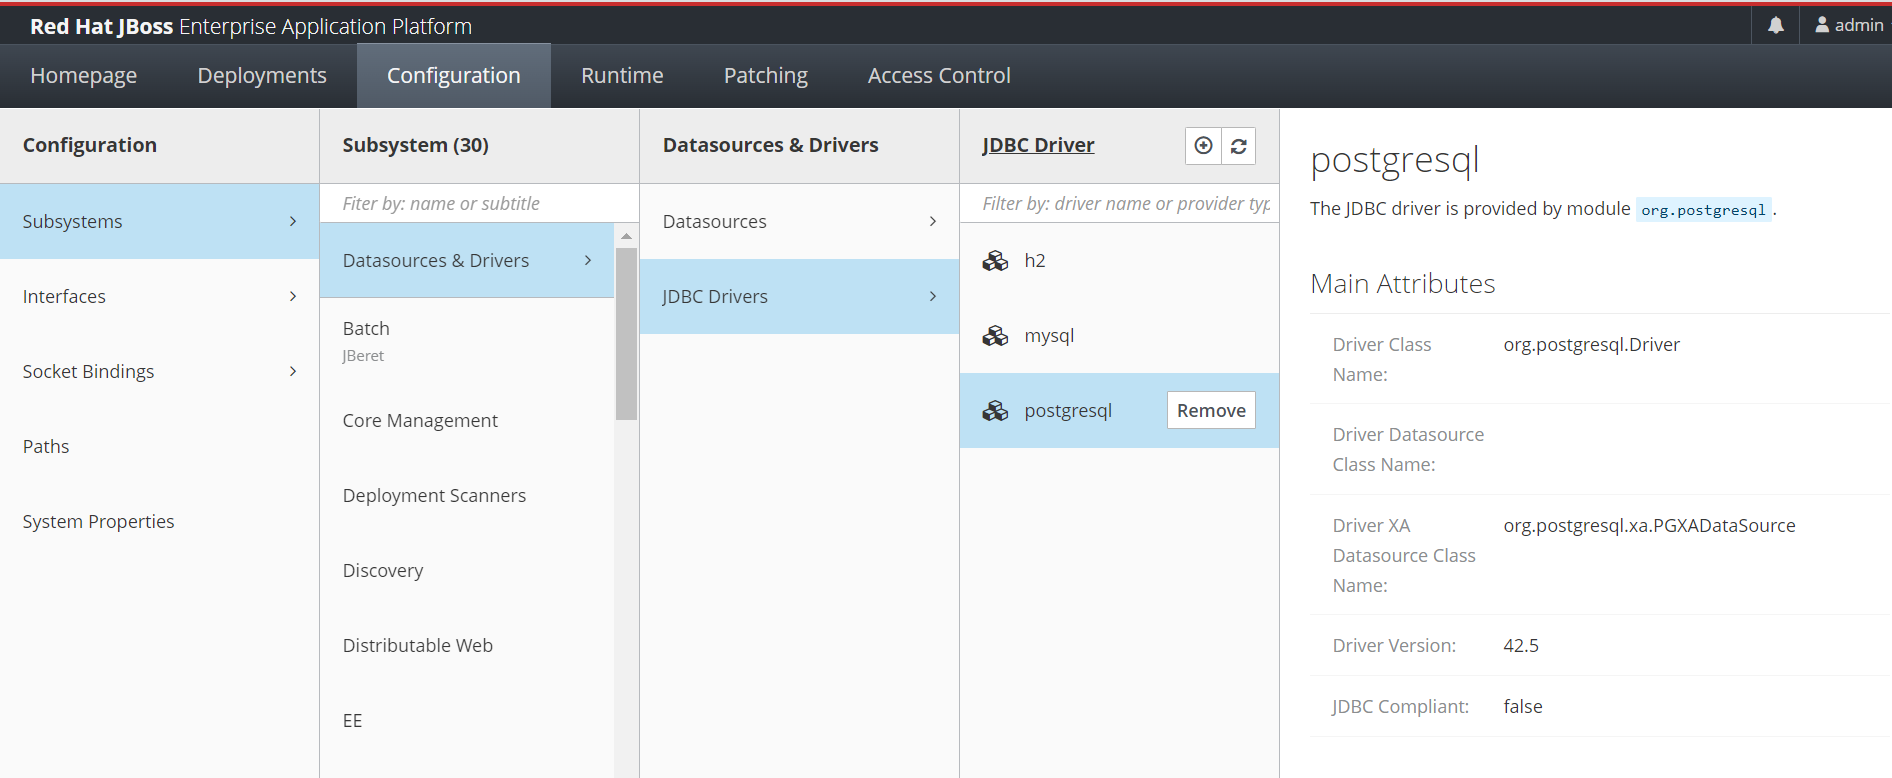 Red Hat JBoss Enterprise Application Platform
admin
Homepage
Deployments
Configuration
Runtime
Patching
Access Control
Configuration
Subsystems
Interfaces
Socket Bindings
Paths
System Properties
Subsystem (30)
Fiter by: name or subtitle
Datasources & Drivers
Batch
JBeret
Core Management
Deployment Scanners
Discovery
Distributable Web
EE
Datasources & Drivers
Datasources
JDBC Drivers
JDBC Driver
Filter by: driver name or provider typ
h2
mysql
postgresql
Remove
postgresql
The JDBC driver is provided by module org.postgresql.
Main Attributes
Driver Class
Name:
org.postgresql.Driver
Driver Datasource
Class Name:
Driver XA
Datasource Class
Name:
org.postgresql.xa.PGXADataSource
Driver Version:
42.5
JDBC Compliant:
false